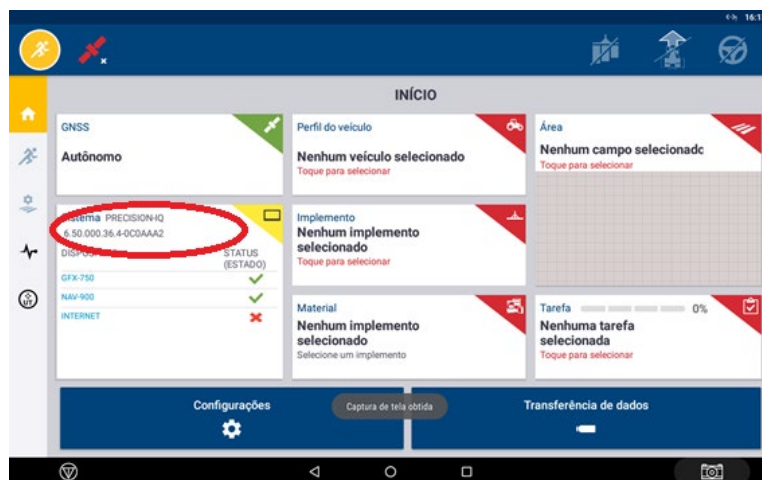 16:1
INÍCIO
GNSS
Autônomo
Perfil do veículo
Nenhum veículo selecionado
Toque para selecionar
Área
Nenhum campo selecionadc
Toque para selecionar
PRECISION-IQ
6.50.000.36.4-0C0AAA2
STATUS
(ESTADO)
GFX-750
NAV-900
INTERNET
Implemento
Nenhum implemento
selecionado
Toque para selecionar
Material
Nenhum implemento
selecionado
Selecione um implemento
Tarefa 0%
Nenhuma tarefa
selecionada
Toque para selecionar
Configurações
Captura de tela obtida
Transferência de dados
UT